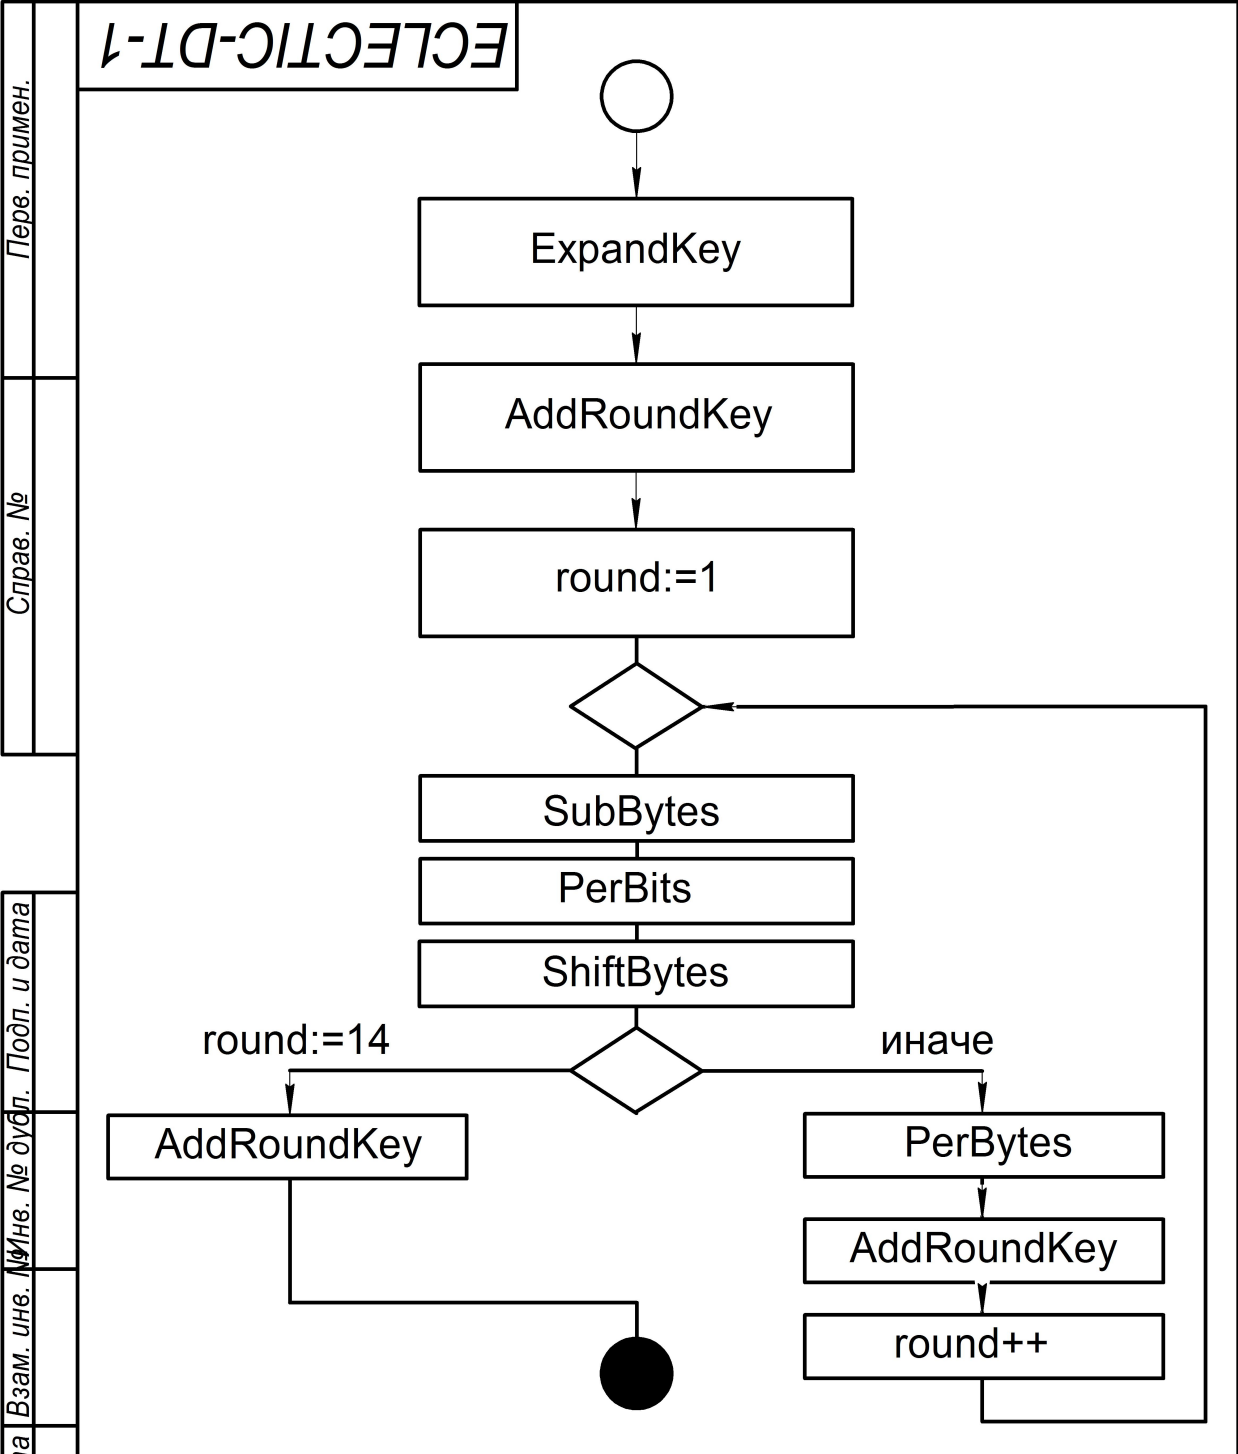 ECLECTIC-DT-1
Перв. примен.
Справ. №
Подп. и дата
Инв. № дубл.
Взам. инв. №
ExpandKey
AddRoundKey
round:=1
SubBytes
PerBits
ShiftBytes
round:=14
иначе
AddRoundKey
PerBytes
AddRoundKey
round++